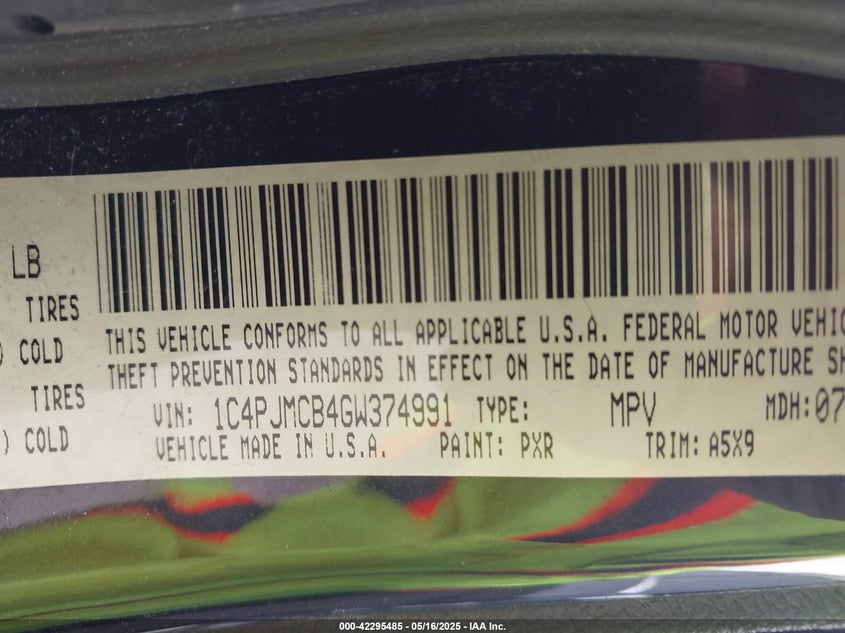 LB
TIRES
) COLD
TIRES
) COLD
THIS VEHICLE CONFORMS TO ALL APPLICABLE U.S.A. FEDERAL MOTOR VEHIC
THEFT PREVENTION STANDARDS IN EFFECT ON THE DATE OF MANUFACTURE SH
VIN: 1C4PJMCB4GW374991 TYPE: MPV MDH:07
VEHICLE MADE IN U.S.A. PAINT: PXR TRIM: A5X9
000-42295485 - 05/16/2025 - IAA Inc.